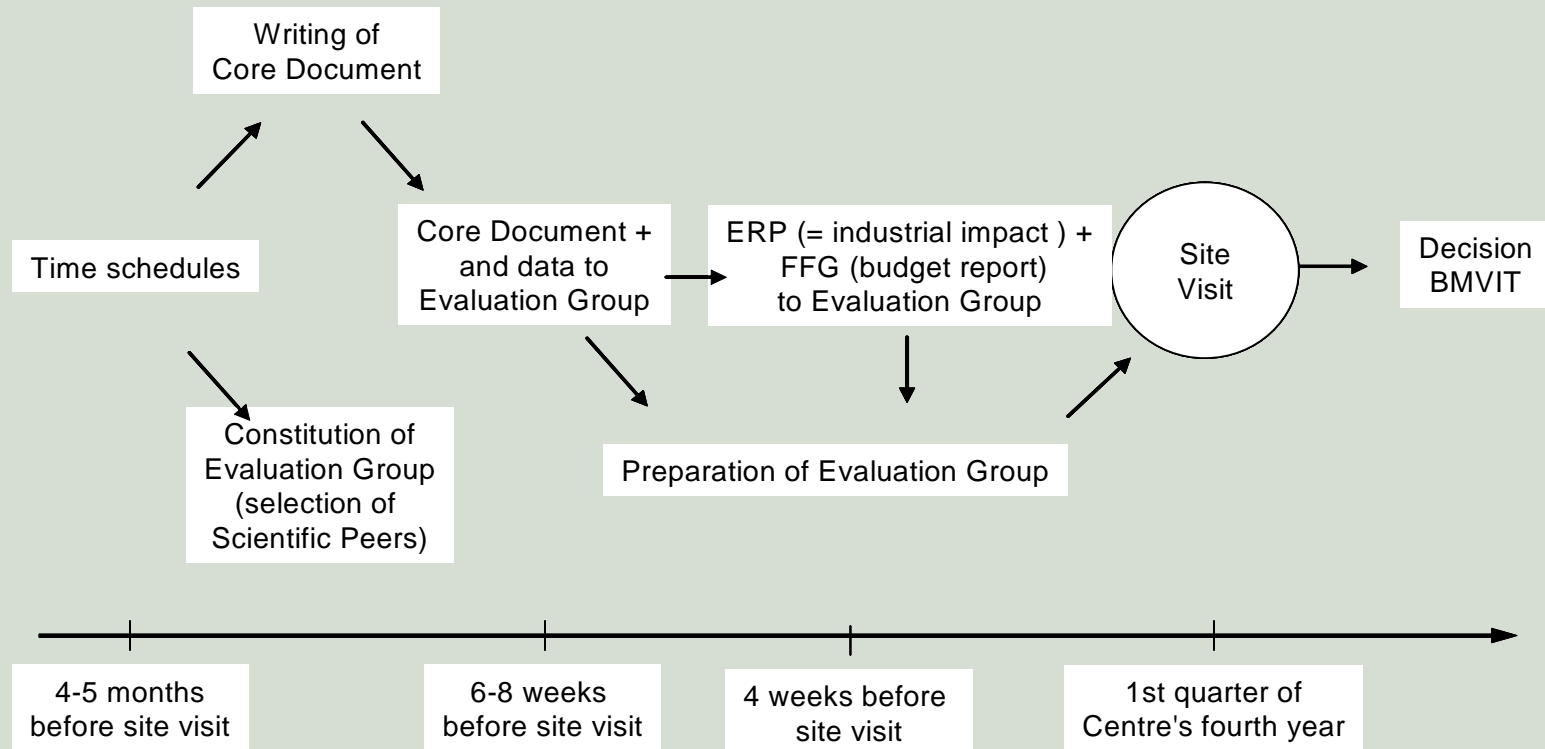 Writing of
Core Document
Time schedules
Core Document +
and data to
Evaluation Group
ERP (= industrial impact ) +
FFG (budget report)
to Evaluation Group
Site
Visit
Decision
BMVIT
Constitution of
Evaluation Group
(selection of
Scientific Peers)
Preparation of Evaluation Group
4-5 months
before site visit
6-8 weeks
before site visit
4 weeks before
site visit
1st quarter of
Centre's fourth year